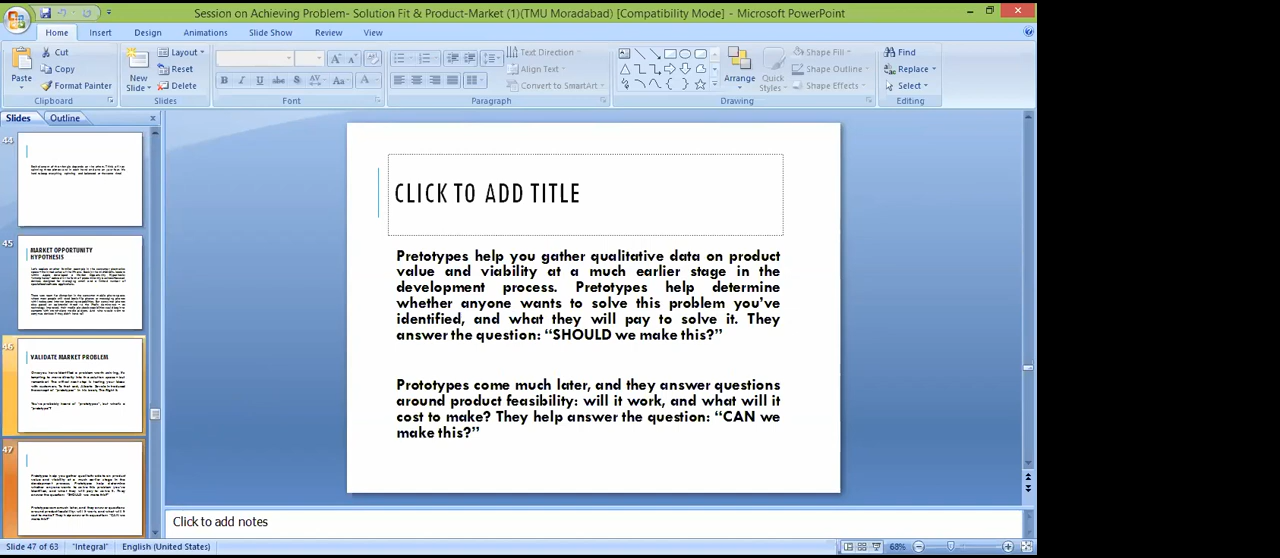 Session on Achieving Problem- Solution Fit & Product-Market (1)(TMU Moradabad) [Compatibility Mode] - Microsoft PowerPoint
Home Insert Design Animations Slide Show Review View
Paste Cut Copy Format Painter
Clipboard
New Slide Layout Reset Delete
Slides
B I U abe S AV Aa A
Font
Text Direction
Align Text
Convert to SmartArt
Paragraph
Arrange Quick Styles Shape Fill Shape Outline Shape Effects
Drawing
Find
Replace
Select
Editing
Slides Outline
44
45
MARKET OPPORTUNITY
HYPOTHESIS
46
VALIDATE MARKET PROBLEM
47
CLICK TO ADD TITLE
Pretotypes help you gather qualitative data on product
value and viability at a much earlier stage in the
development process. Pretotypes help determine
whether anyone wants to solve this problem you've
identified, and what they will pay to solve it. They
answer the question: “SHOULD we make this?”
Prototypes come much later, and they answer questions
around product feasibility: will it work, and what will it
cost to make? They help answer the question: “CAN we
make this?”
Click to add notes
Slide 47 of 63 "Integral" English (United States) 68%